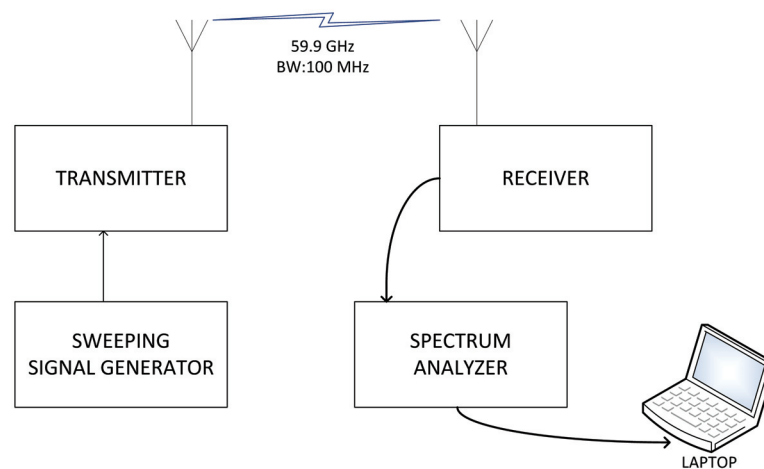 59.9 GHz
BW:100 MHz
TRANSMITTER
RECEIVER
SWEEPING
SIGNAL GENERATOR
SPECTRUM
ANALYZER
LAPTOP